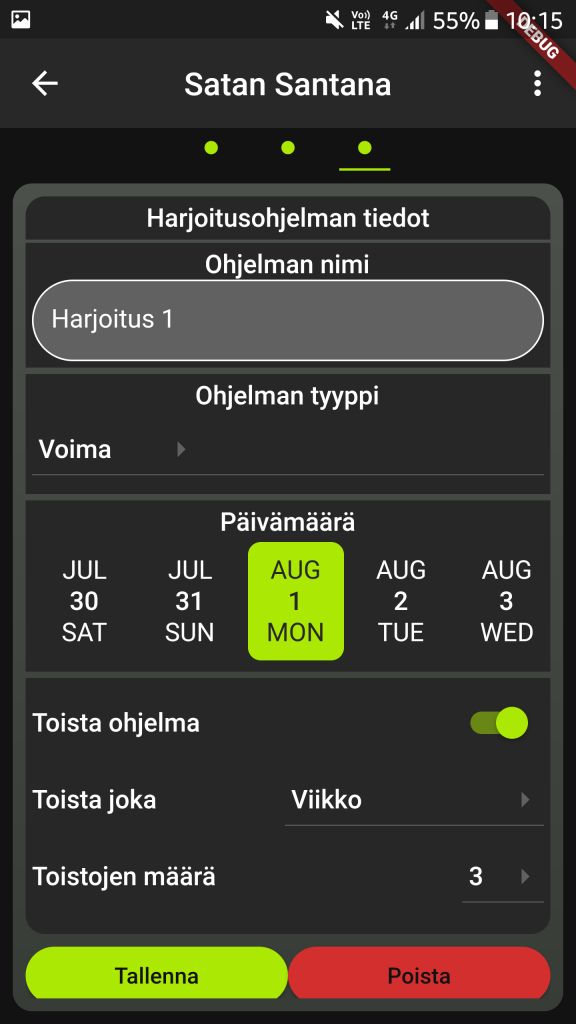 Vo)) LTE 4G 55% 10:15
DEBUG
Satan Santana
Harjoitusohjelman tiedot
Ohjelman nimi
Harjoitus 1
Ohjelman tyyppi
Voima
Päivämäärä
JUL JUL AUG AUG AUG
30 31 1 2 3
SAT SUN MON TUE WED
Toista ohjelma
Toista joka Viikko
Toistojen määrä 3
Tallenna Poista